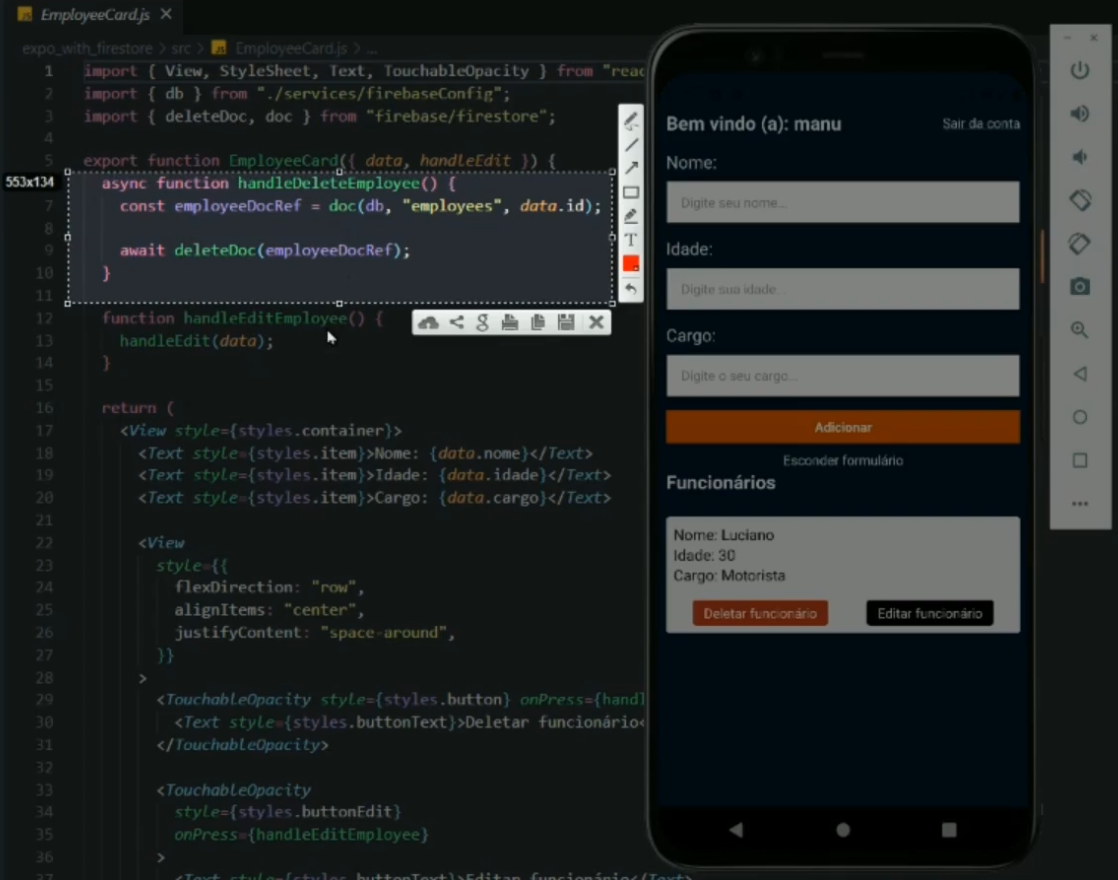 EmployeeCard.js
expo_with_firestore > src > EmployeeCard.js > ...
1 import { View, StyleSheet, Text, TouchableOpacity } from "reac
2 import { db } from "./services/firebaseConfig";
3 import { deleteDoc, doc } from "firebase/firestore";
4
5 export function EmployeeCard({ data, handleEdit }) {
553x134
async function handleDeleteEmployee() {
7 const employeeDocRef = doc(db, "employees", data.id);
8
9 await deleteDoc(employeeDocRef);
10 }
11
12 function handleEditEmployee() {
13 handleEdit(data);
14 }
15
16 return (
17 <View style={styles.container}>
18 <Text style={styles.item}>Nome: {data.nome}</Text>
19 <Text style={styles.item}>Idade: {data.idade}</Text>
20 <Text style={styles.item}>Cargo: {data.cargo}</Text>
21
22 <View
23 style={{
24 flexDirection: "row",
25 alignItems: "center",
26 justifyContent: "space-around",
27 }}
28 >
29 <TouchableOpacity style={styles.button} onPress={handl
30 <Text style={styles.buttonText}>Deletar funcionário<
31 </TouchableOpacity>
32
33 <TouchableOpacity
34 style={styles.buttonEdit}
35 onPress={handleEditEmployee}
36 >
37 <Text style={styles.buttonText}>Editar funcionário</Text>
T
g
Bem vindo (a): manu
Sair da conta
Nome:
Digite seu nome...
Idade:
Digite sua idade...
Cargo:
Digite o seu cargo...
Adicionar
Esconder formulário
Funcionários
Nome: Luciano
Idade: 30
Cargo: Motorista
Deletar funcionário
Editar funcionário